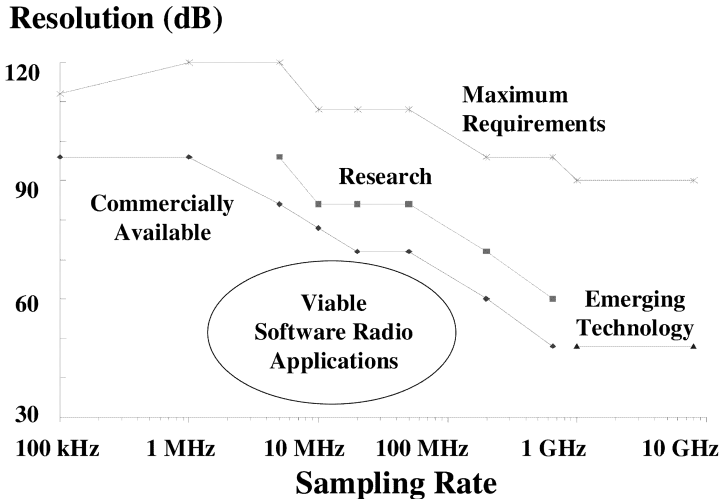 Resolution (dB)
120
Maximum
Requirements
90
Research
Commercially
Available
60
Viable
Software Radio
Applications
Emerging
Technology
30
100 kHz 1 MHz 10 MHz 100 MHz 1 GHz 10 GHz
Sampling Rate